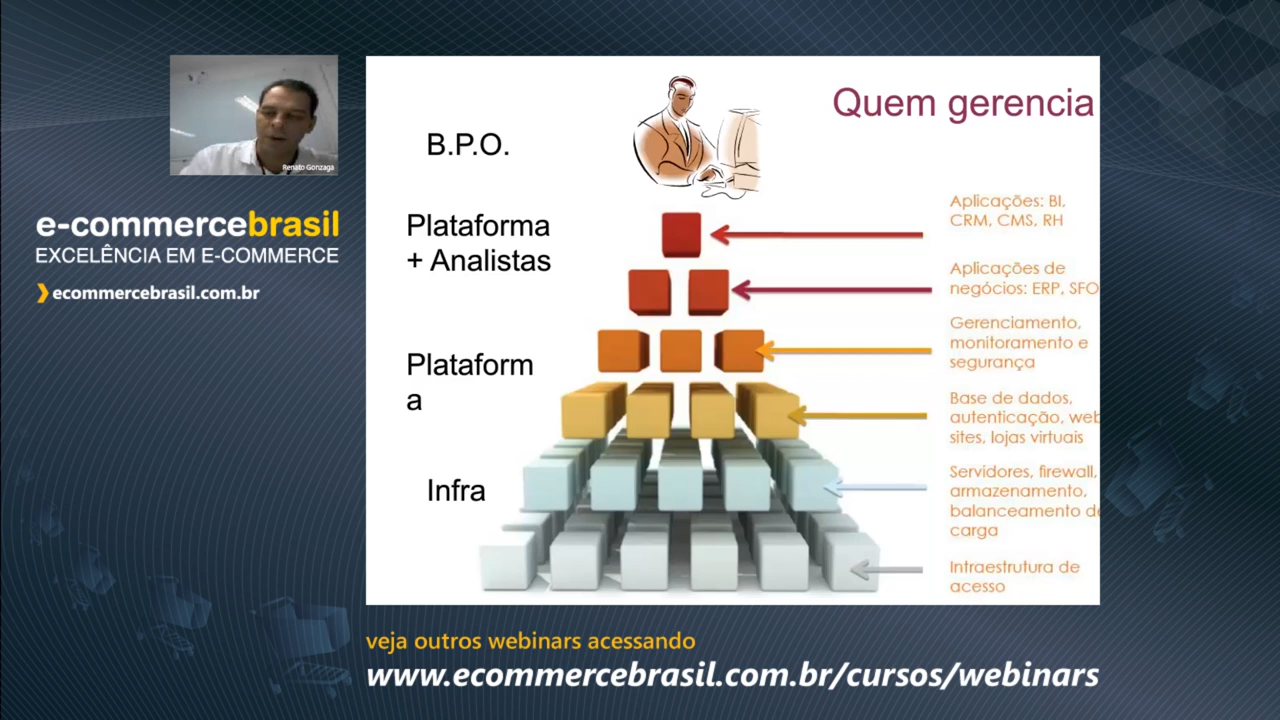 Renato Gonzaga
e-commercebrasil
EXCELÊNCIA EM E-COMMERCE
ecommercebrasil.com.br
Quem gerencia
B.P.O.
Plataforma
+ Analistas
Plataform
a
Infra
Aplicações: BI,
CRM, CMS, RH
Aplicações de
negócios: ERP, SFO
Gerenciamento,
monitoramento e
segurança
Base de dados,
autenticação, web
sites, lojas virtuais
Servidores, firewall,
armazenamento,
balanceamento de
carga
Infraestrutura de
acesso
veja outros webinars acessando
www.ecommercebrasil.com.br/cursos/webinars